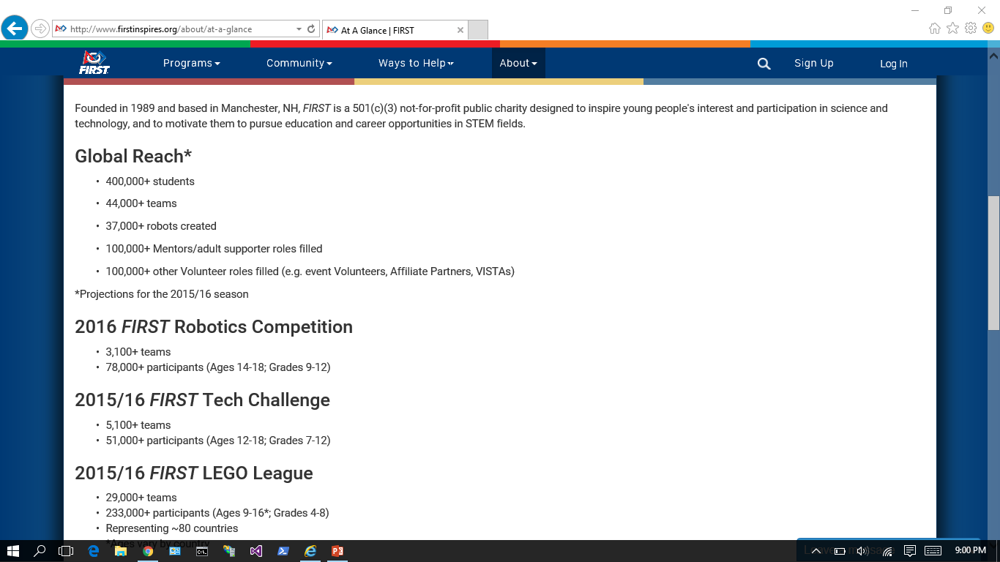 http://www.firstinspires.org/about/at-a-glance
At A Glance | FIRST
FIRST
Programs
Community
Ways to Help
About
Sign Up
Log In
Founded in 1989 and based in Manchester, NH, FIRST is a 501(c)(3) not-for-profit public charity designed to inspire young people's interest and participation in science and
technology, and to motivate them to pursue education and career opportunities in STEM fields.
Global Reach*
• 400,000+ students
• 44,000+ teams
• 37,000+ robots created
• 100,000+ Mentors/adult supporter roles filled
• 100,000+ other Volunteer roles filled (e.g. event Volunteers, Affiliate Partners, VISTAs)
*Projections for the 2015/16 season
2016 FIRST Robotics Competition
• 3,100+ teams
• 78,000+ participants (Ages 14-18; Grades 9-12)
2015/16 FIRST Tech Challenge
• 5,100+ teams
• 51,000+ participants (Ages 12-18; Grades 7-12)
2015/16 FIRST LEGO League
• 29,000+ teams
• 233,000+ participants (Ages 9-16*; Grades 4-8)
• Representing ~80 countries
*Ages vary by country
9:00 PM